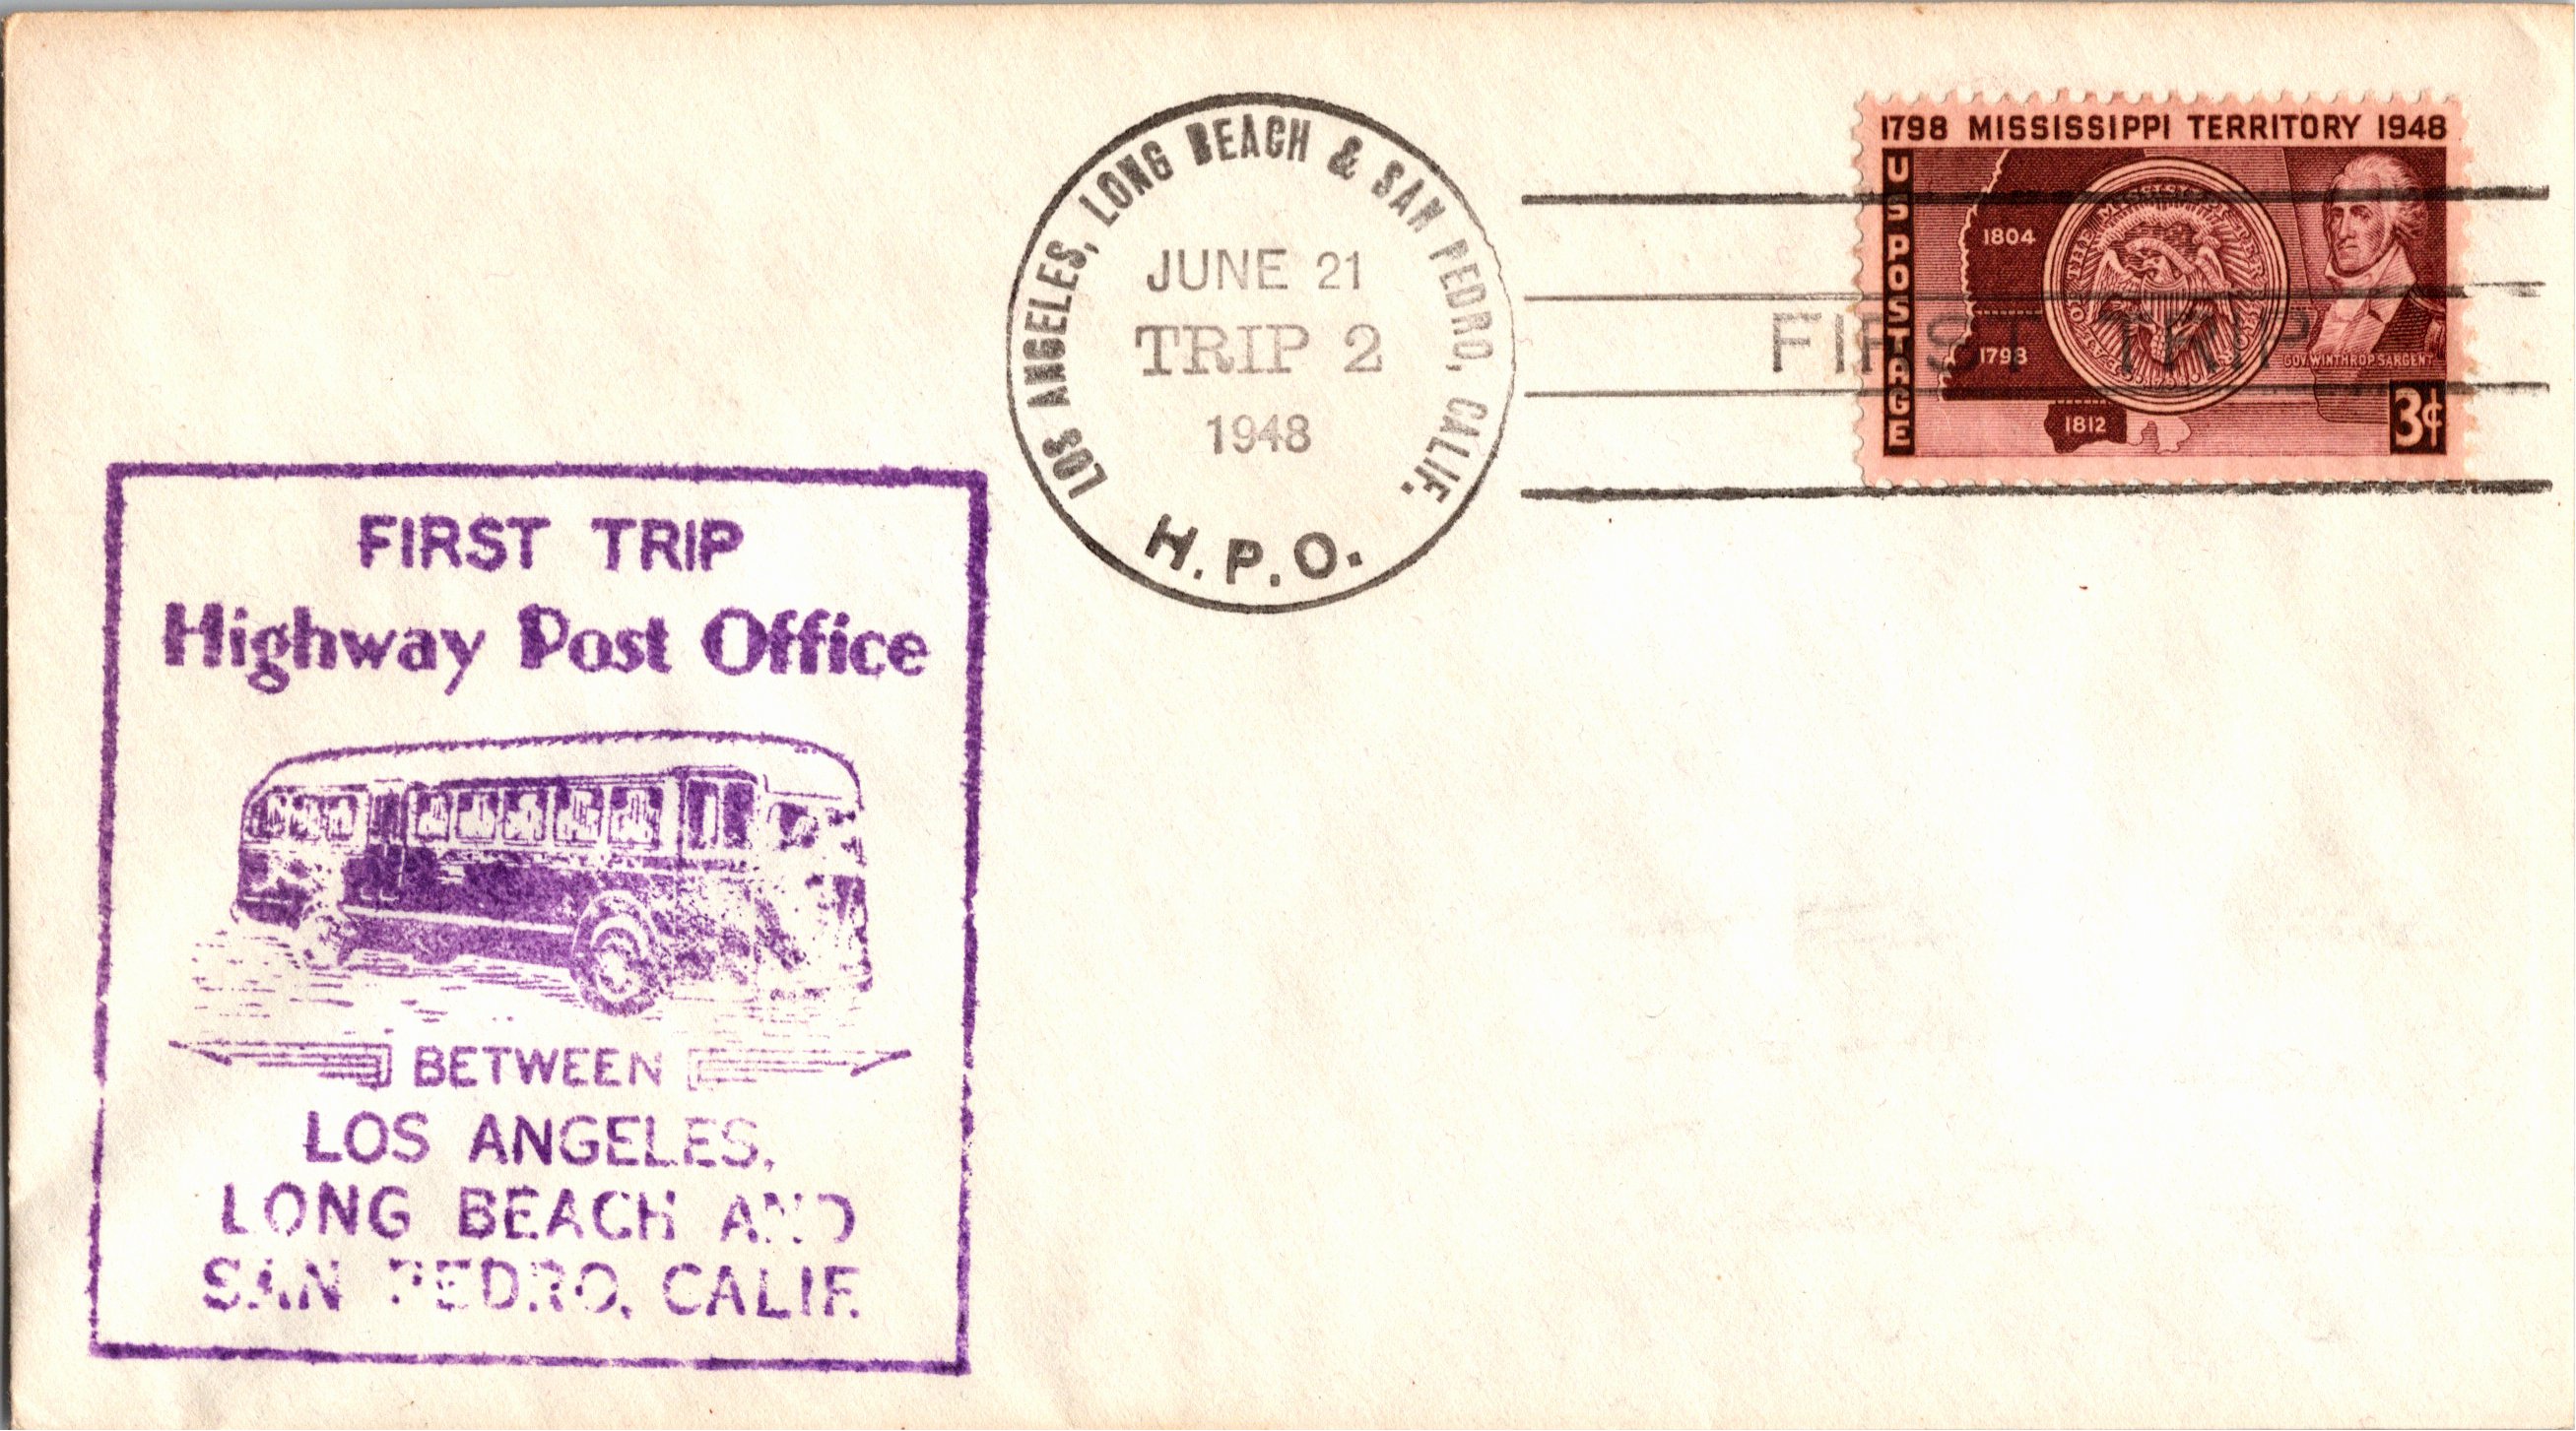 LOS ANGELES, LONG BEACH & SAN PEDRO, CALIF.
JUNE 21
TRIP 2
1948
H.P.O.
FIRST TRIP
1798 MISSISSIPPI TERRITORY 1948
US POSTAGE
1804
1798
1812
GOV. WINTHROP SARGENT
3¢
FIRST TRIP
Highway Post Office
BETWEEN
LOS ANGELES,
LONG BEACH AND
SAN PEDRO, CALIF.